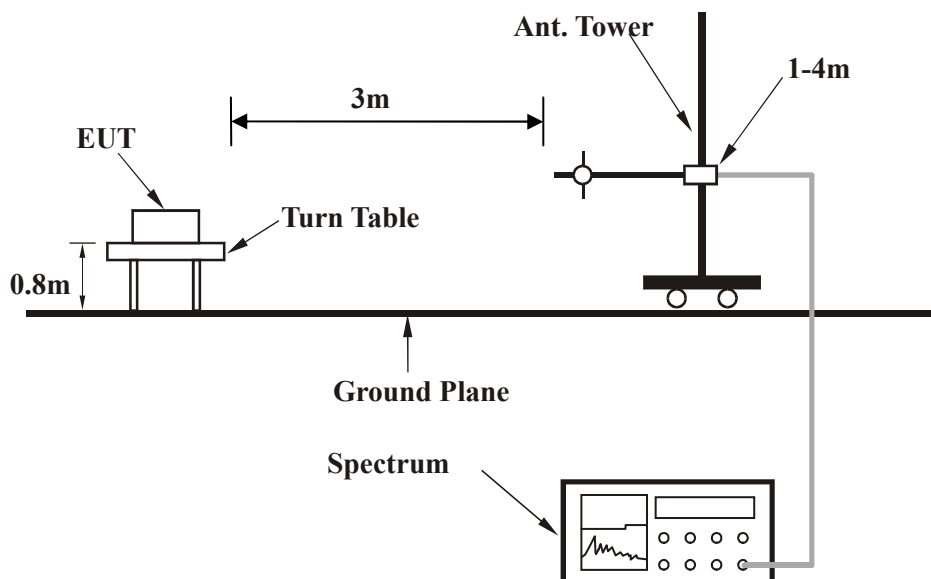 Ant. Tower
1-4m
3m
EUT
Turn Table
0.8m
Ground Plane
Spectrum